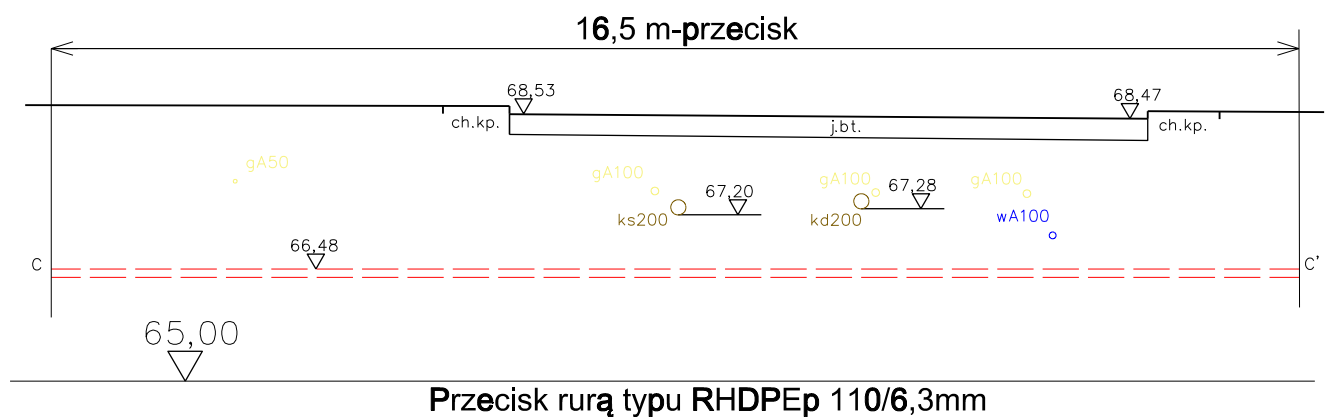 16,5 m-przecisk
68,53
68,47
ch.kp.
j.bt.
ch.kp.
gA50
gA100
67,20
gA100
67,28
gA100
ks200
kd200
wA100
66,48
C
C'
65,00
Przecisk rurą typu RHDPEp 110/6,3mm